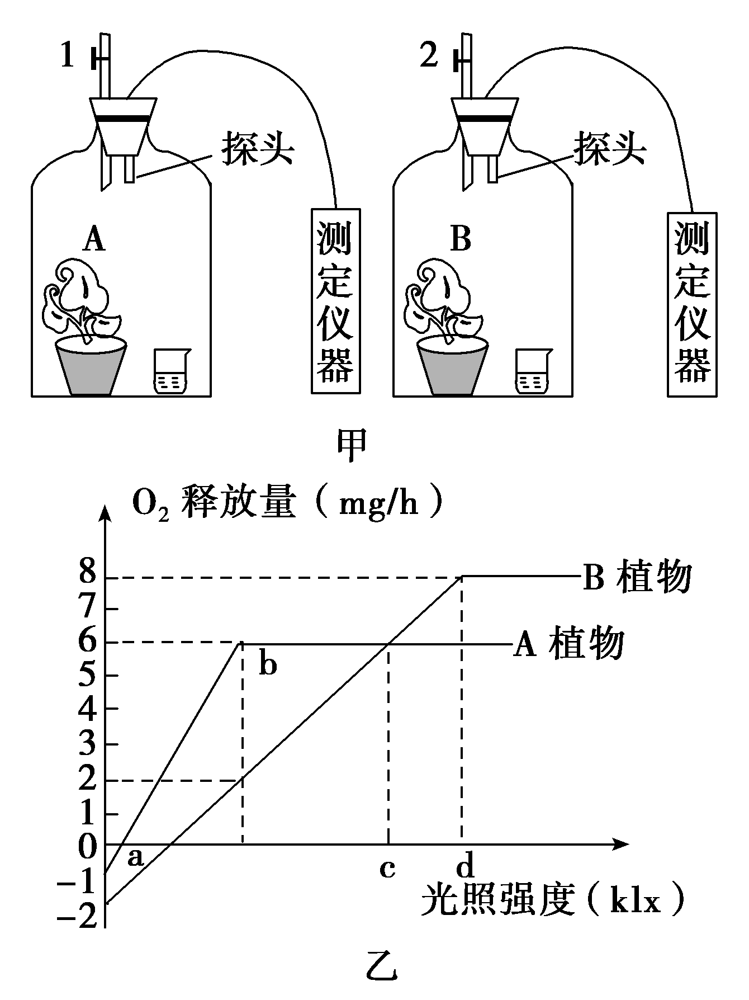 1
2
探头
探头
A
B
测定仪器
测定仪器
甲
O₂ 释放量(mg/h)
8
7
6
5
4
3
2
1
0
-1
-2
B 植物
A 植物
b
a
c
d
光照强度(klx)
乙